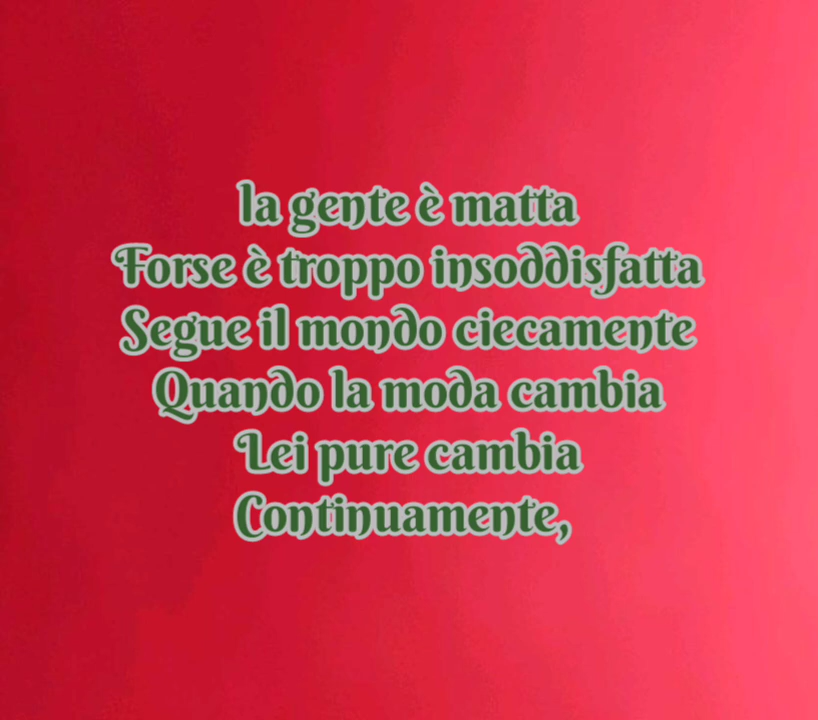 la gente è matta
Forse è troppo insoddisfatta
Segue il mondo ciecamente
Quando la moda cambia
Lei pure cambia
Continuamente,